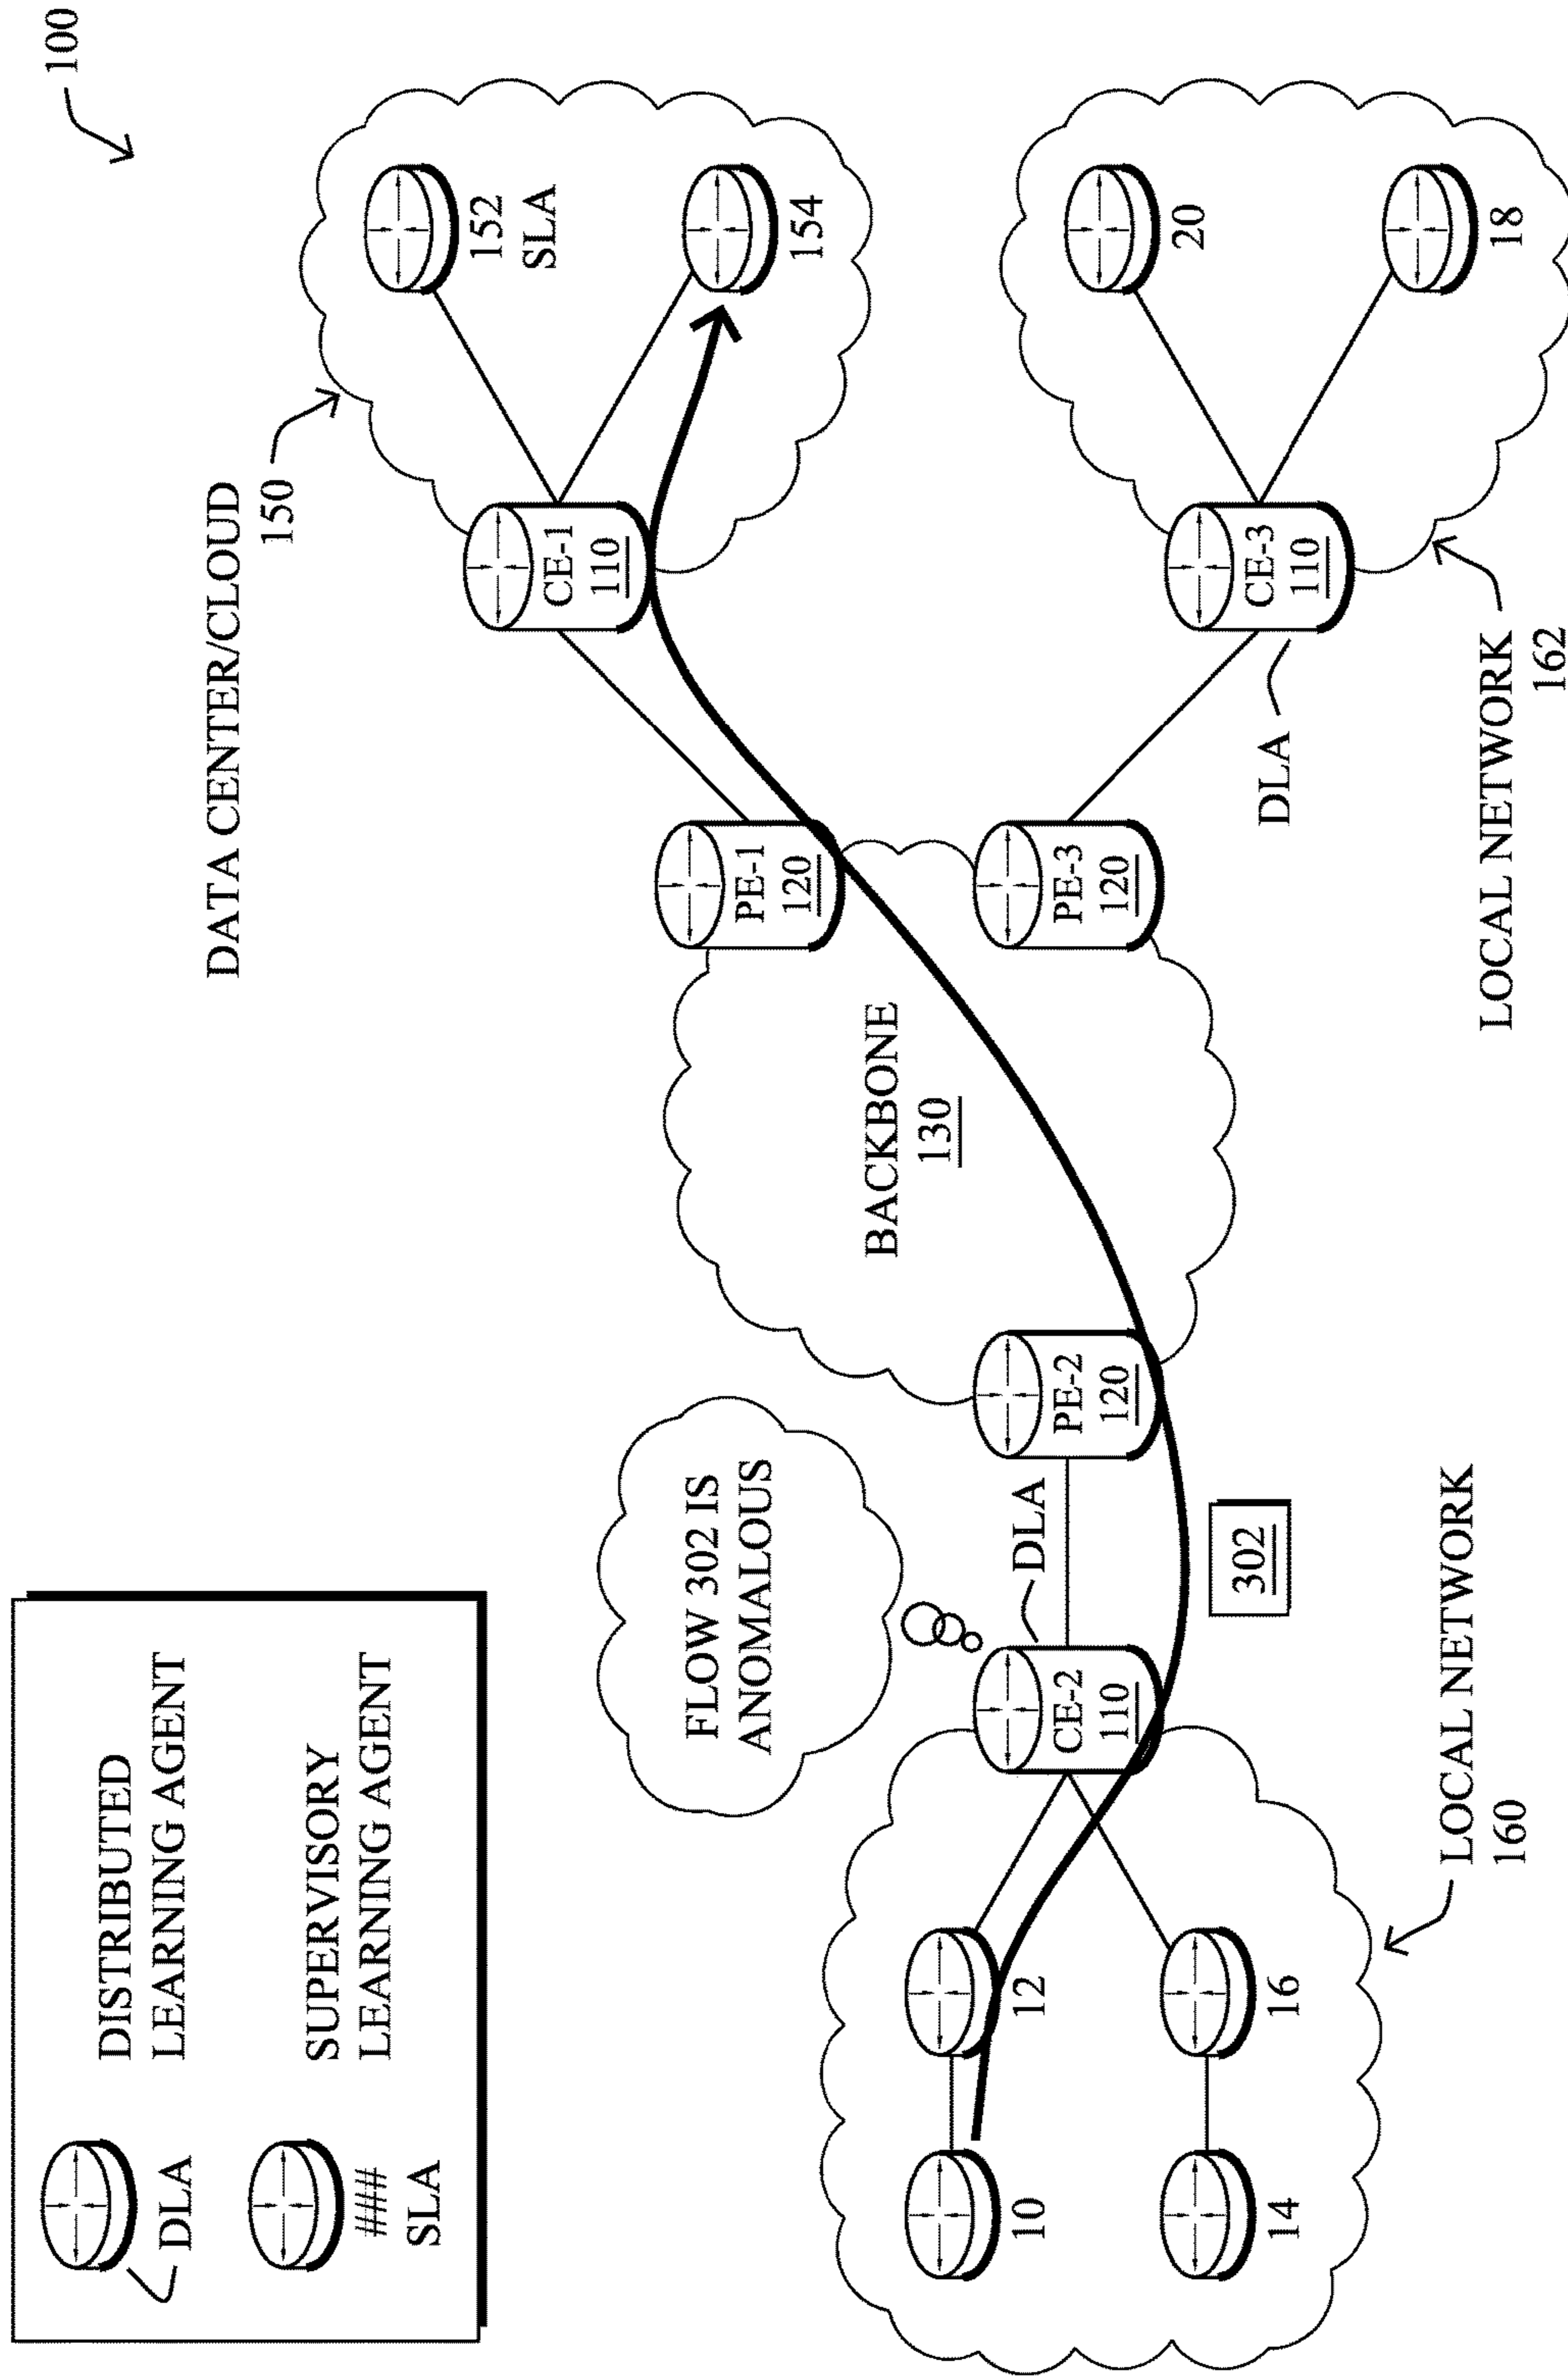 100
DISTRIBUTED
LEARNING AGENT
DLA
SUPERVISORY
LEARNING AGENT
###
SLA
DATA CENTER/CLOUD
150
152
SLA
154
CE-1
110
PE-1
120
BACKBONE
130
FLOW 302 IS
ANOMALOUS
DLA
10
12
14
16
CE-2
110
PE-2
120
302
PE-3
120
CE-3
110
DLA
20
18
LOCAL NETWORK
160
LOCAL NETWORK
162